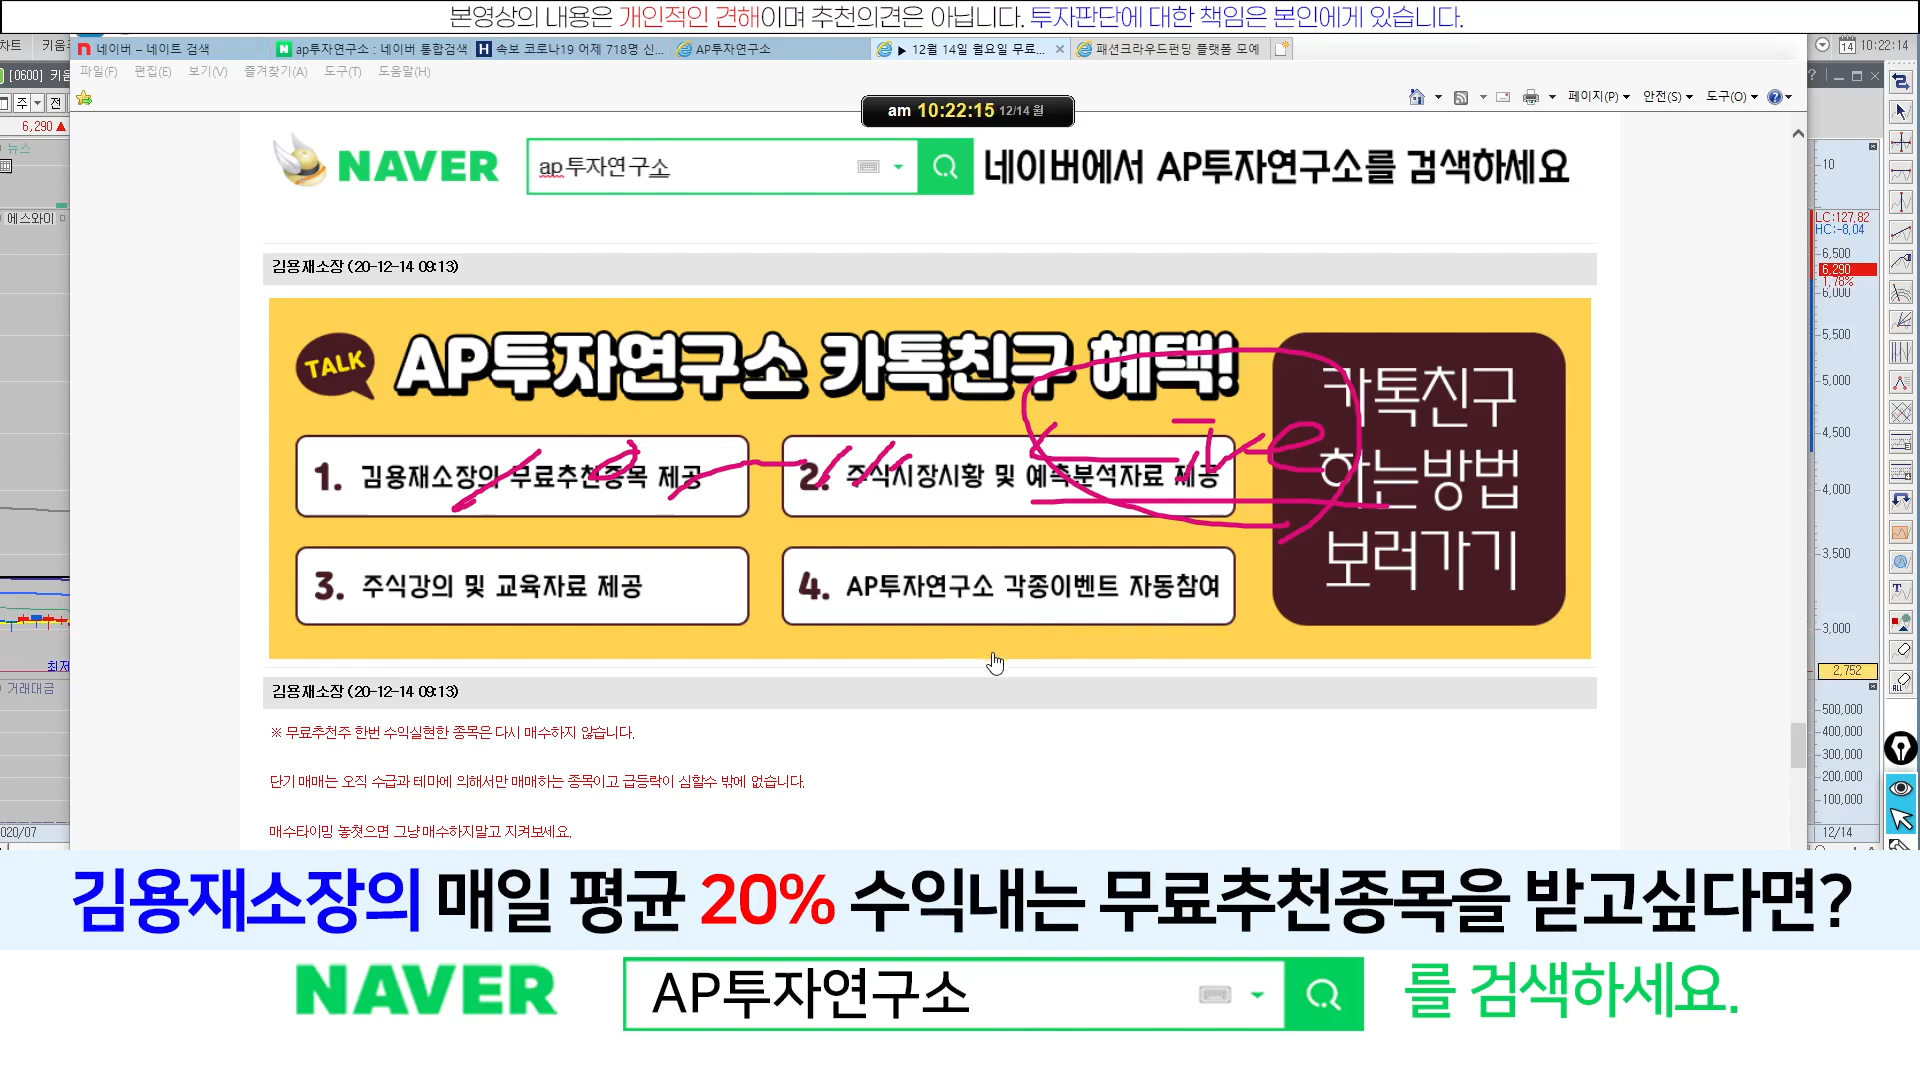 본영상의 내용은 개인적인 견해이며 추천의견은 아닙니다. 투자판단에 대한 책임은 본인에게 있습니다.
차트 키움
네이버 – 네이트 검색
ap투자연구소 : 네이버 통합검색
속보 코로나19 어제 718명 신...
AP투자연구소
▶ 12월 14일 월요일 무료...
패션크라우드펀딩 플랫폼 모예
14 10:22:14
[0600] 키움
파일(F) 편집(E) 보기(V) 즐겨찾기(A) 도구(T) 도움말(H)
주 전
페이지(P) 안전(S) 도구(O)
am 10:22:15 12/14 월
6,290▲
뉴스
NAVER ap투자연구소 네이버에서 AP투자연구소를 검색하세요
10
에스와이
LC:127,82
HC:-8,04
6,500
6,290
1,78%
6,000
5,500
5,000
4,500
4,000
3,500
3,000
2,752
김용재소장 (20-12-14 09:13)
TALK AP투자연구소 카톡친구 혜택!
1. 김용재소장의 무료추천종목 제공
2. 주식시장시황 및 예측분석자료 제공
3. 주식강의 및 교육자료 제공
4. AP투자연구소 각종이벤트 자동참여
카톡친구
하는방법
보러가기
Live
최저
거래대금
500,000
400,000
300,000
200,000
100,000
김용재소장 (20-12-14 09:13)
※ 무료추천주 한번 수익실현한 종목은 다시 매수하지 않습니다.
단기 매매는 오직 수급과 테마에 의해서만 매매하는 종목이고 급등락이 심할수 밖에 없습니다.
매수타이밍 놓쳤으면 그냥 매수하지말고 지켜보세요.
020/07
12/14
ALL
김용재소장의 매일 평균 20% 수익내는 무료추천종목을 받고싶다면?
NAVER AP투자연구소 를 검색하세요.